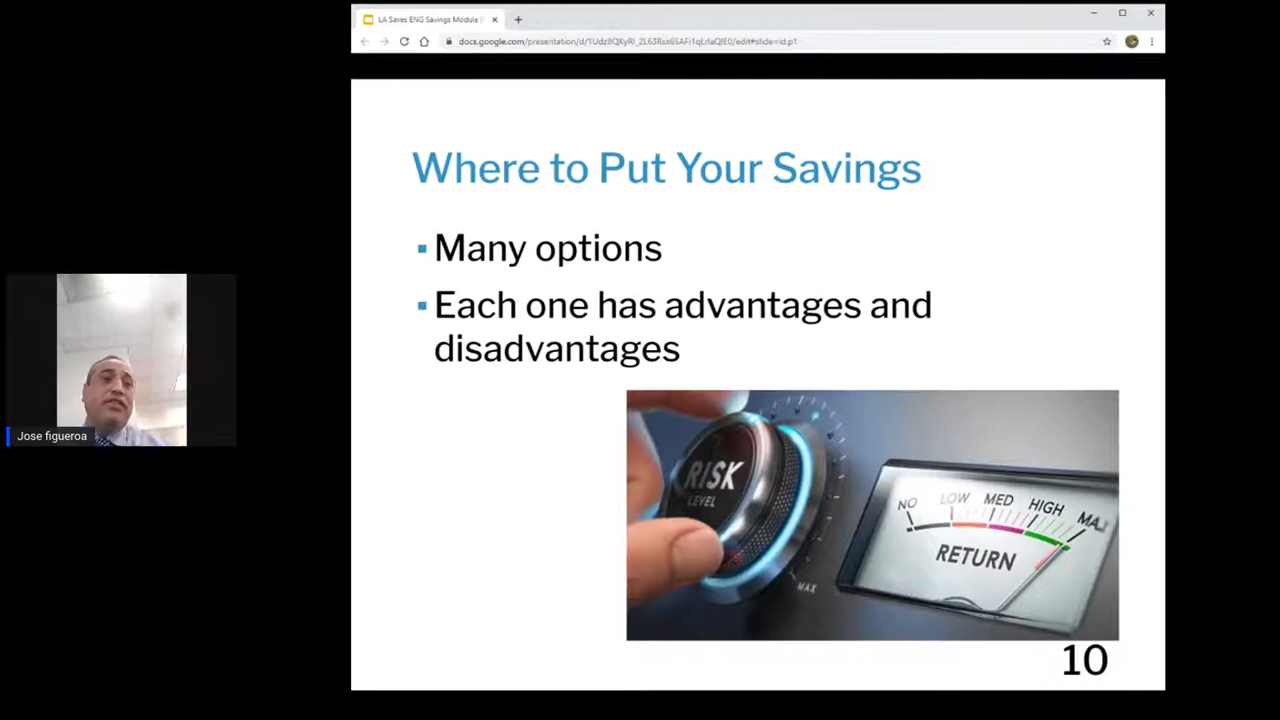 LA Saves ENG Savings Module (
Where to Put Your Savings
Many options
Each one has advantages and
disadvantages
Jose figueroa
RISK
LEVEL
MAX
NO LOW MED HIGH
RETURN
10